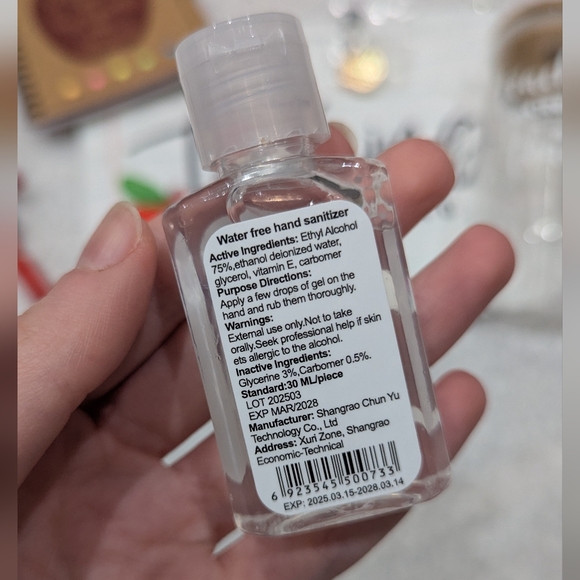 Water free hand sanitizer
Active Ingredients: Ethyl Alcohol
75%,ethanol deionized water,
glycerol, vitamin E, carbomer
Purpose Directions:
Apply a few drops of gel on the
hand and rub them thoroughly.
Warnings:
External use only.Not to take
orally.Seek professional help if skin
ets allergic to the alcohol.
Inactive Ingredients:
Glycerine 3%,Carbomer 0.5%.
Standard:30 ML/piece
LOT 202503
EXP MAR/2028
Manufacturer: Shangrao Chun Yu
Technology Co., Ltd
Address: Xuri Zone, Shangrao
Economic-Technical
6 923545 500733
EXP: 2025.03.15-2028.03.14